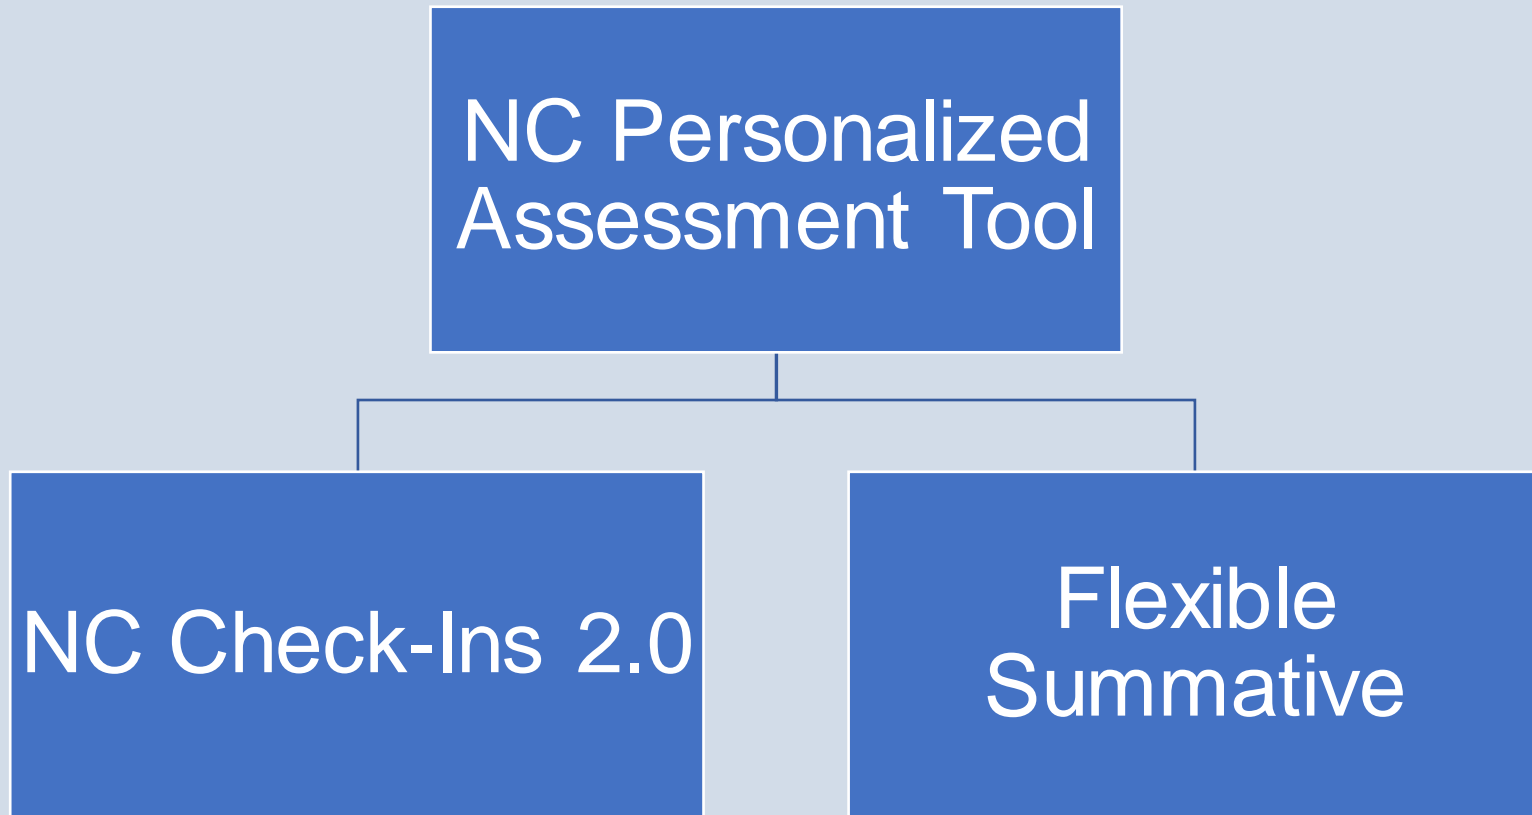 NC Personalized
Assessment Tool
NC Check-Ins 2.0
Flexible
Summative